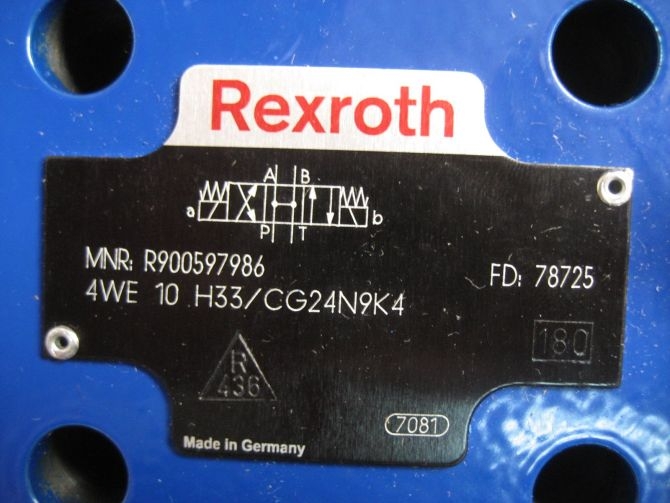 Rexroth
A B
a b
P T
MNR: R900597986
FD: 78725
4WE 10 H33/CG24N9K4
180
R
436
7081
Made in Germany